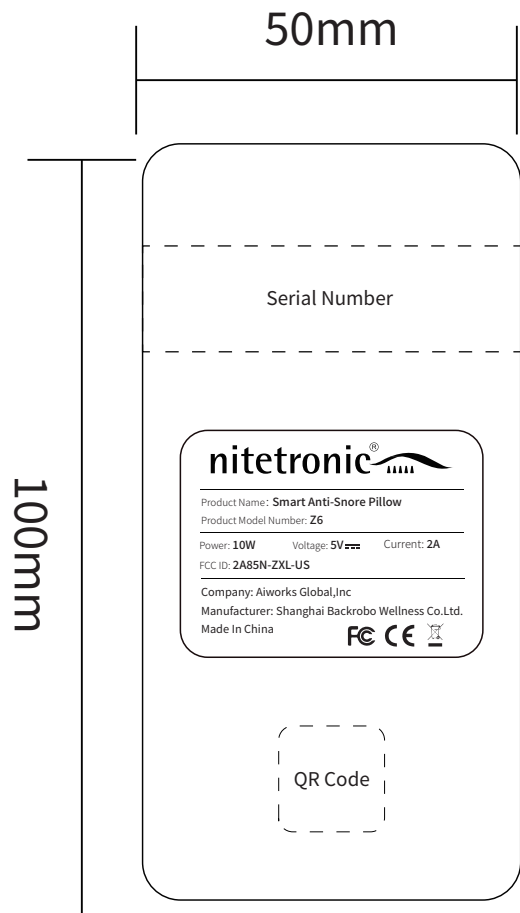 50mm
100mm
Serial Number
nitetronic®
Product Name: Smart Anti-Snore Pillow
Product Model Number: Z6
Power: 10W Voltage: 5V Current: 2A
FCC ID: 2A85N-ZXL-US
Company: Aiworks Global,Inc
Manufacturer: Shanghai Backrobo Wellness Co.Ltd.
Made In China FC CE
QR Code